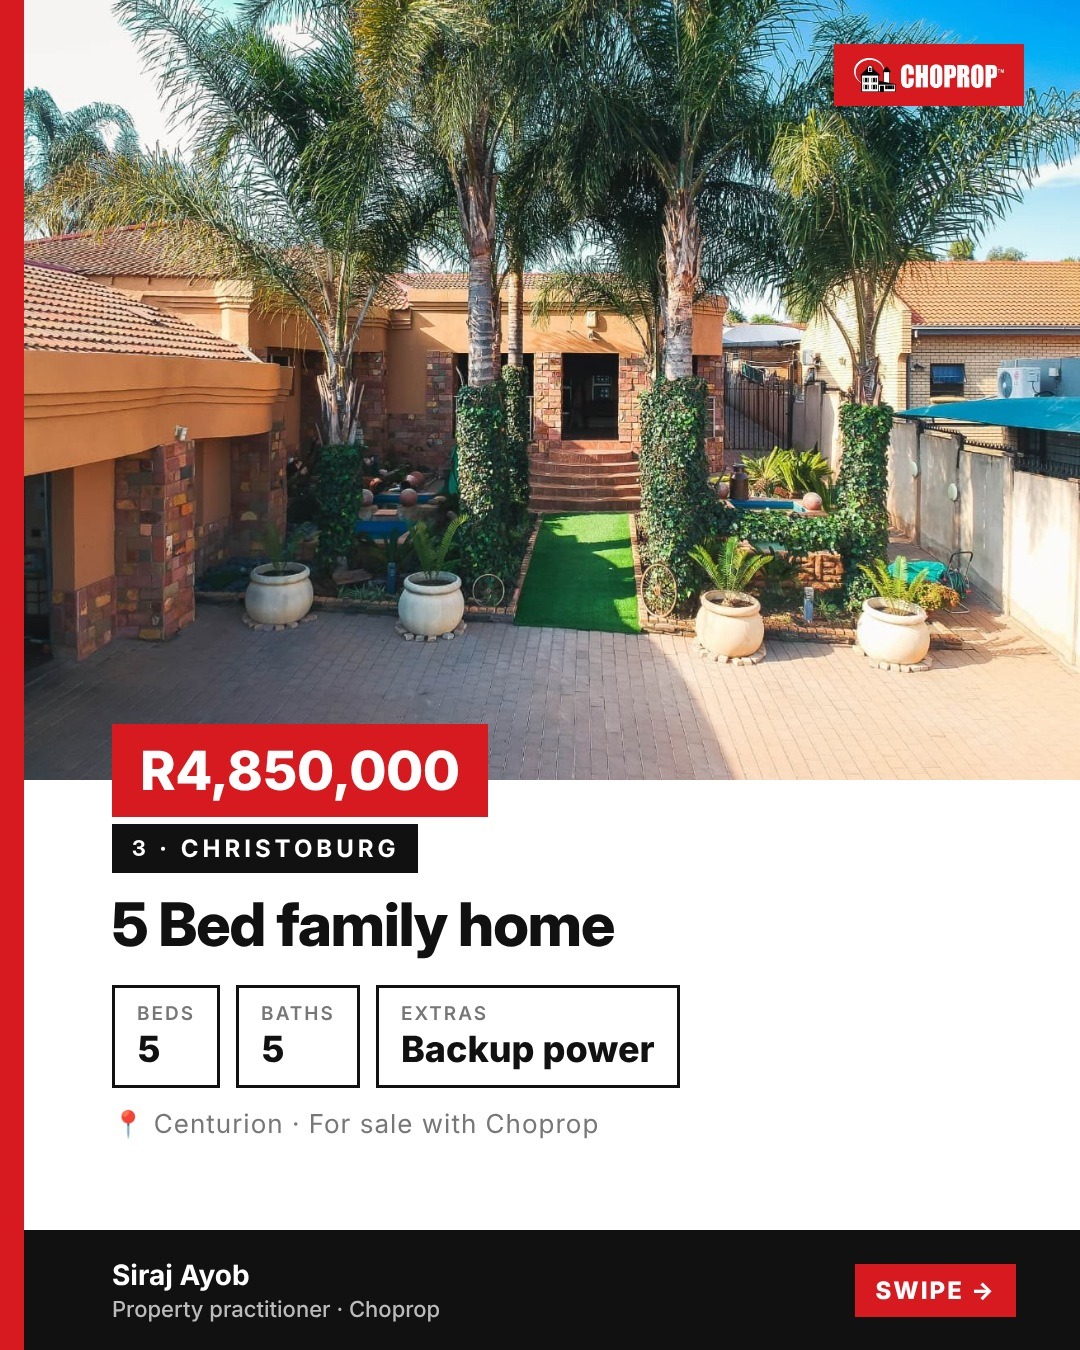 CHOPROP™
R4,850,000
3 · CHRISTOBURG
5 Bed family home
BEDS
5
BATHS
5
EXTRAS
Backup power
📍 Centurion · For sale with Choprop
Siraj Ayob
Property practitioner · Choprop
SWIPE →